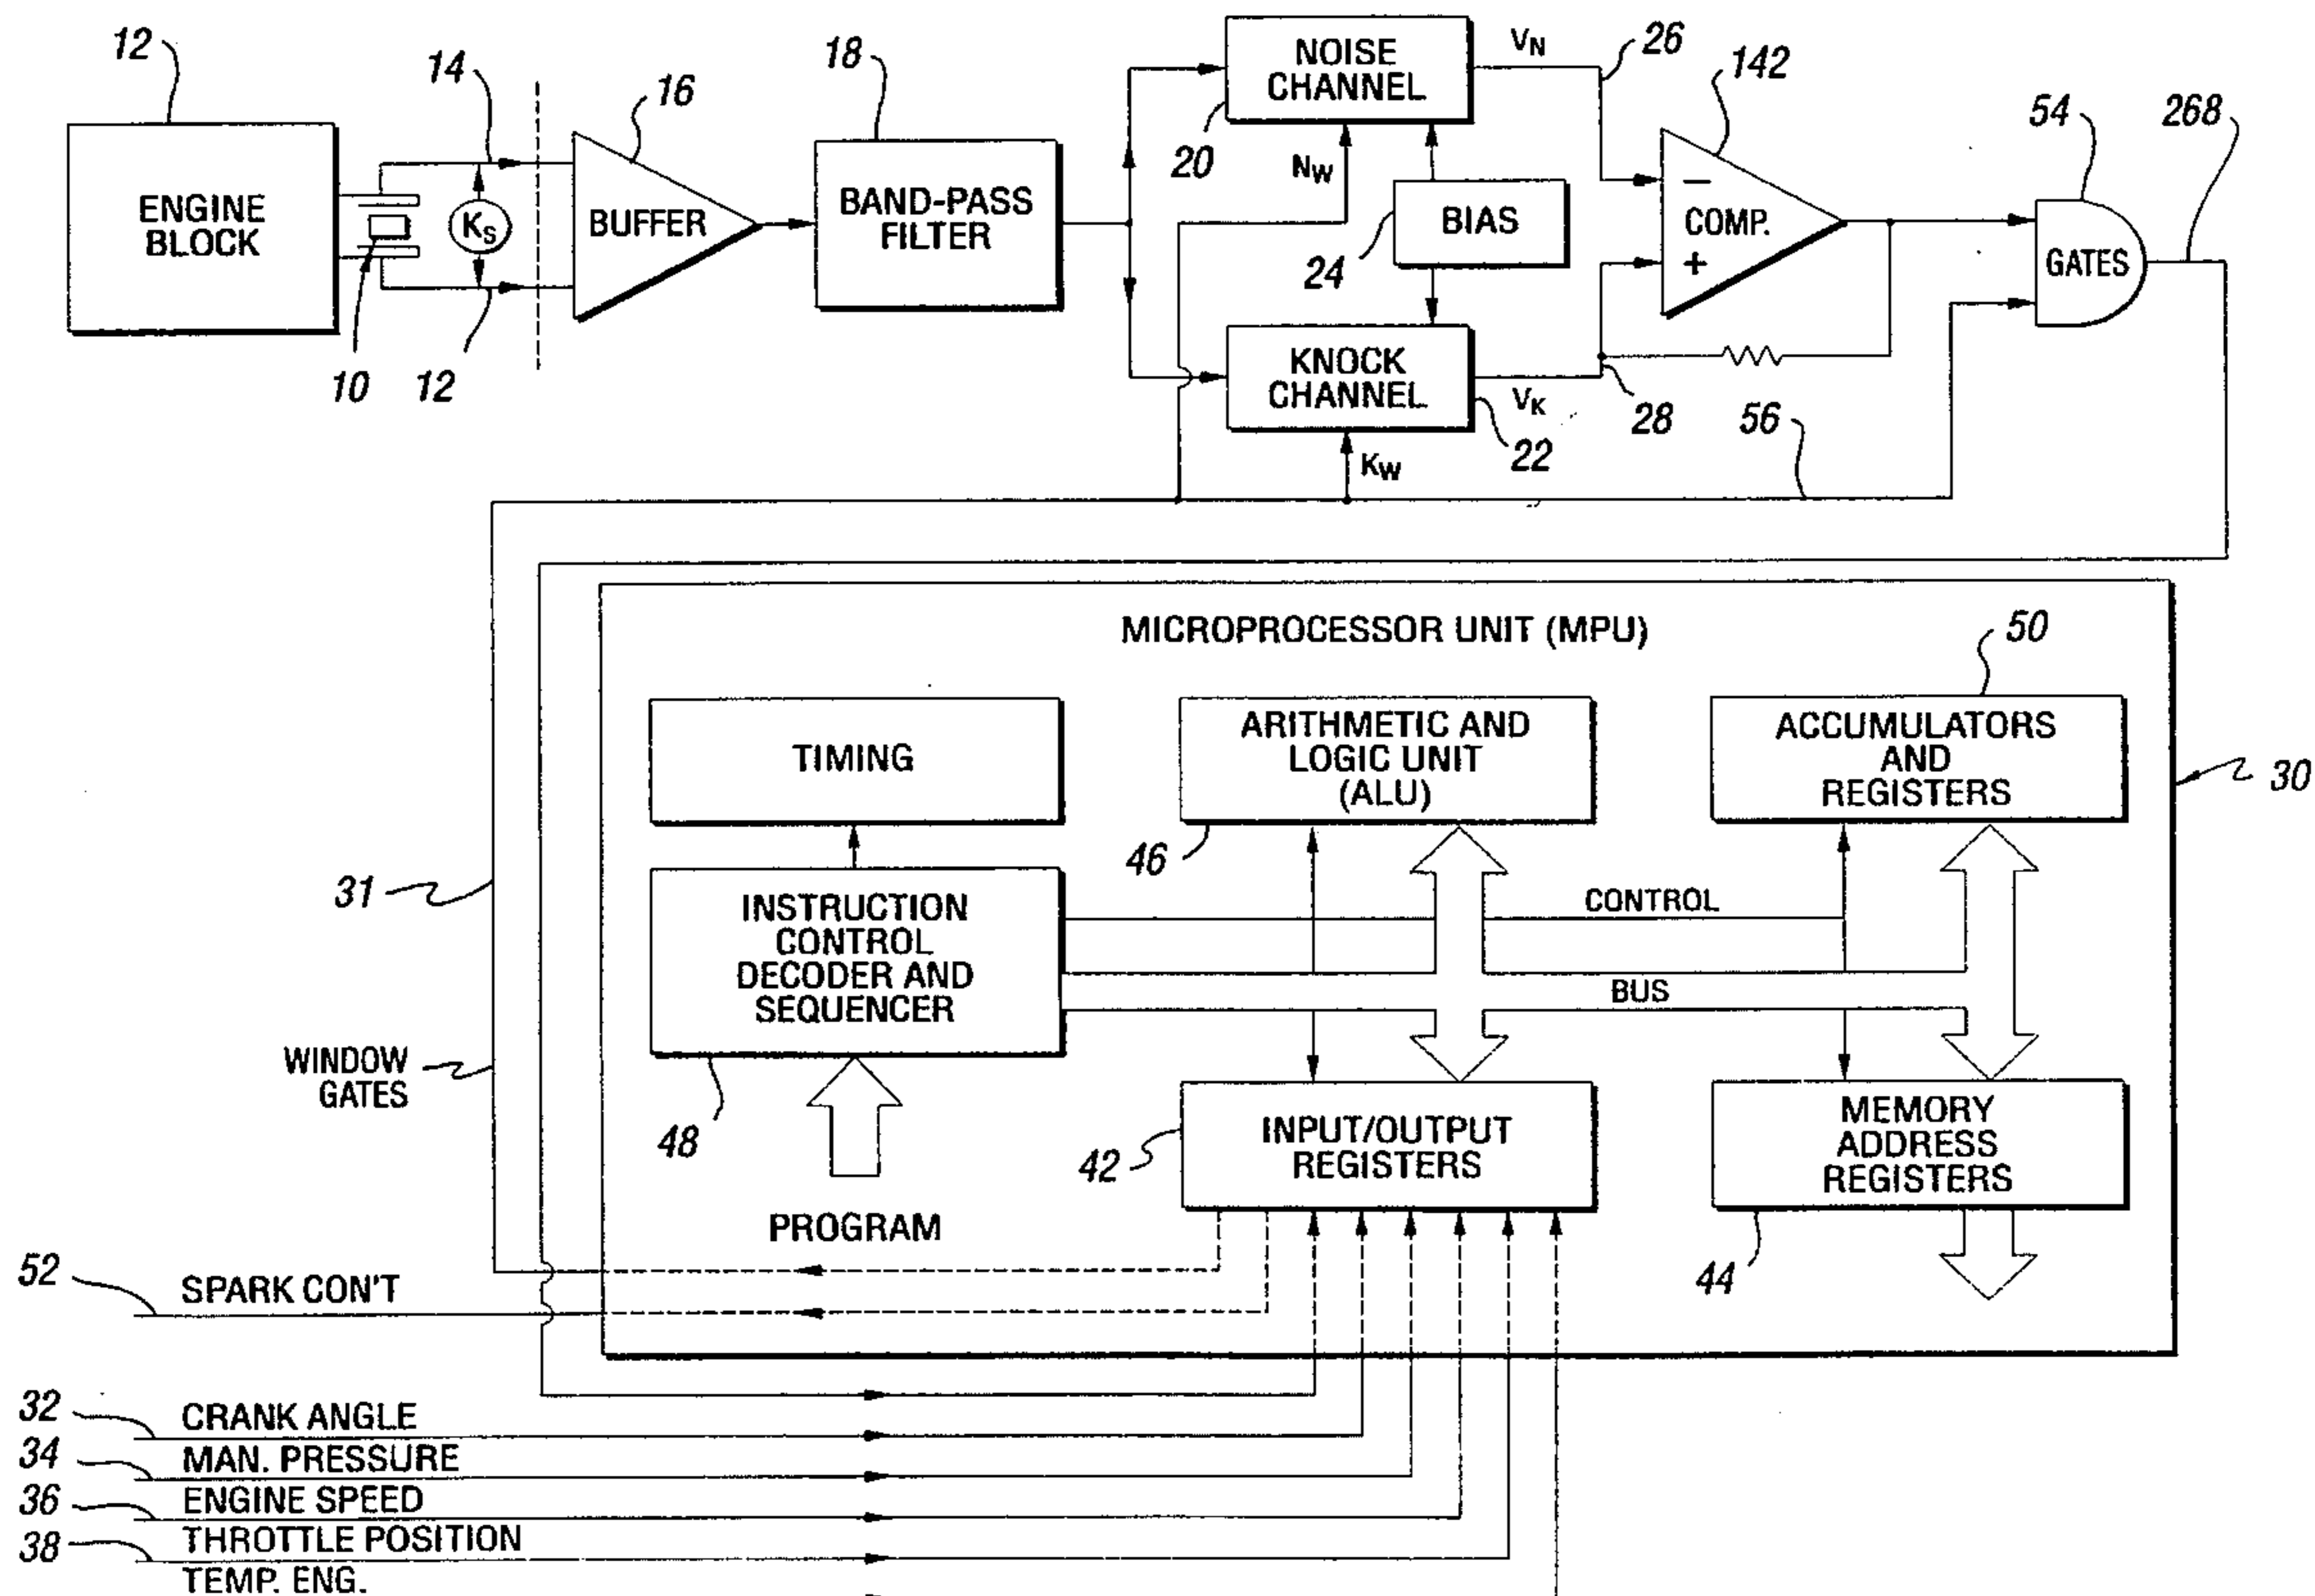 12
14
16
18
NOISE
CHANNEL
VN
26
142
54
268
20
NW
ENGINE
BLOCK
KS
BUFFER
BAND-PASS
FILTER
24
BIAS
−
COMP.
+
GATES
10
12
KNOCK
CHANNEL
VK
28
22
KW
56
MICROPROCESSOR UNIT (MPU)
50
TIMING
ARITHMETIC AND
LOGIC UNIT
(ALU)
ACCUMULATORS
AND
REGISTERS
30
46
31
INSTRUCTION
CONTROL
DECODER AND
SEQUENCER
CONTROL
BUS
WINDOW
GATES
48
42
INPUT/OUTPUT
REGISTERS
MEMORY
ADDRESS
REGISTERS
PROGRAM
44
52
SPARK CON'T
32
CRANK ANGLE
34
MAN. PRESSURE
36
ENGINE SPEED
38
THROTTLE POSITION
TEMP. ENG.